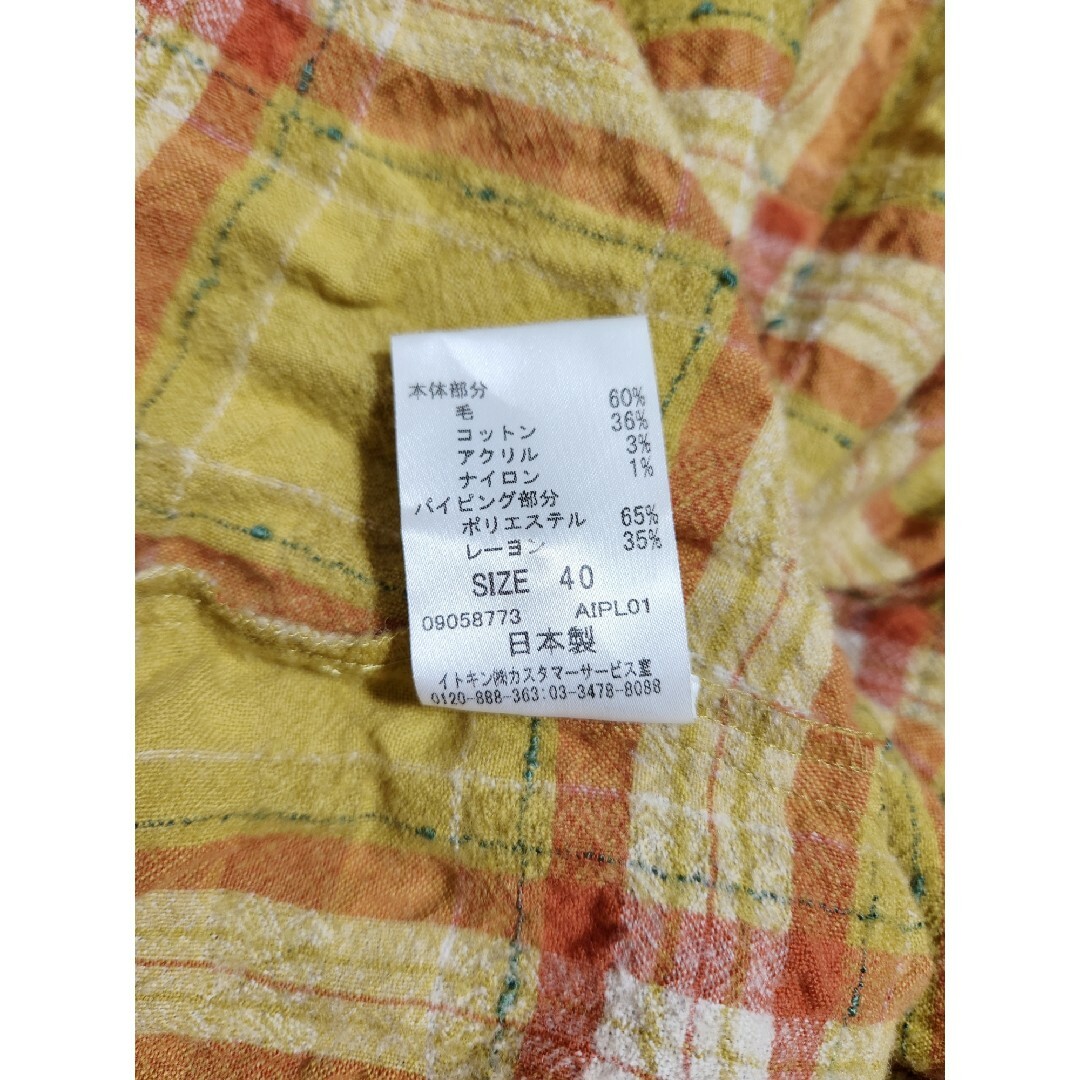 本体部分
毛 60%
コットン 36%
アクリル 3%
ナイロン 1%
パイピング部分
ポリエステル 65%
レーヨン 35%
SIZE 40
09058773 AIPL01
日本製
イトキン㈱カスタマーサービス室
0120-888-363:03-3478-8088